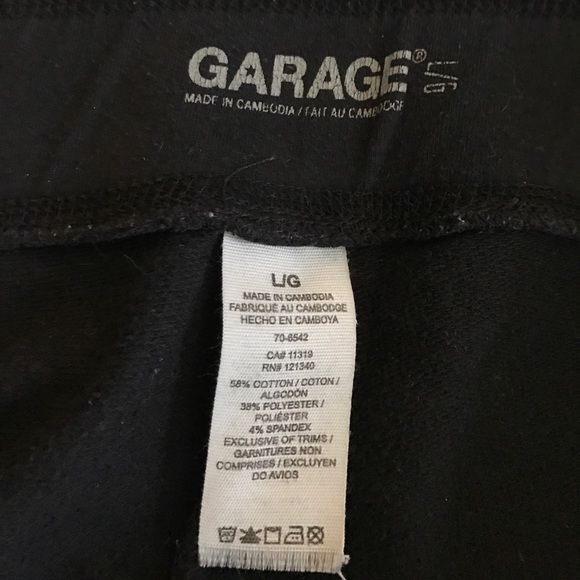 GARAGE®
L/G
MADE IN CAMBODIA / FAIT AU CAMBODGE
L/G
MADE IN CAMBODIA
FABRIQUÉ AU CAMBODGE
HECHO EN CAMBOYA
70-6542
CA# 11319
RN# 121340
58% COTTON / COTON /
ALGODÓN
38% POLYESTER /
POLIÉSTER
4% SPANDEX
EXCLUSIVE OF TRIMS /
GARNITURES NON
COMPRISES / EXCLUYEN
DO AVIOS